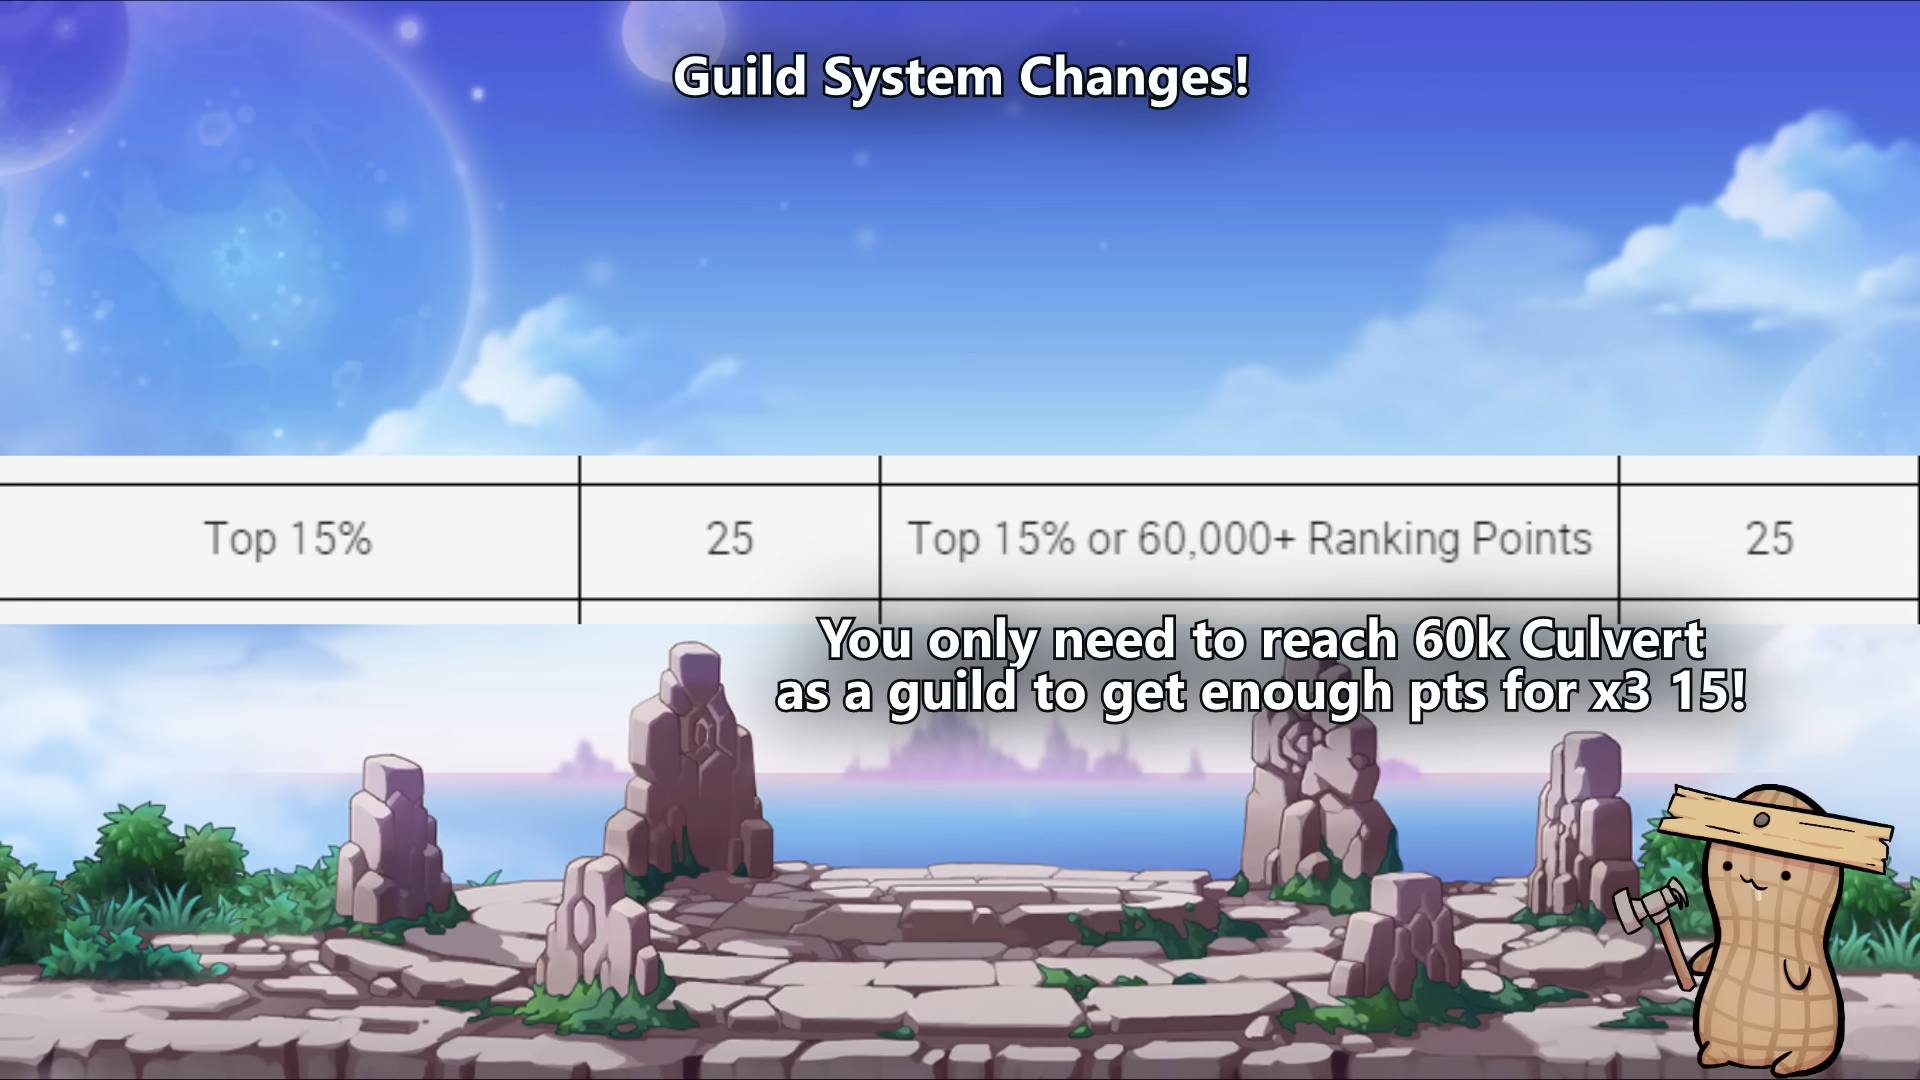 Guild System Changes!
Top 15% 25 Top 15% or 60,000+ Ranking Points 25
You only need to reach 60k Culvert
as a guild to get enough pts for x3 15!